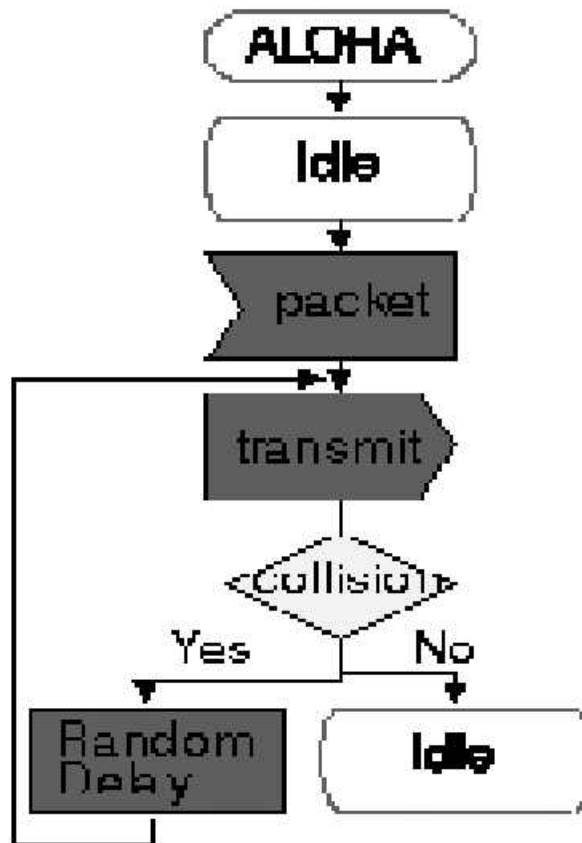 ALOHA
Idle
packet
transmit
collision
Yes
No
Random
Delay
Idle